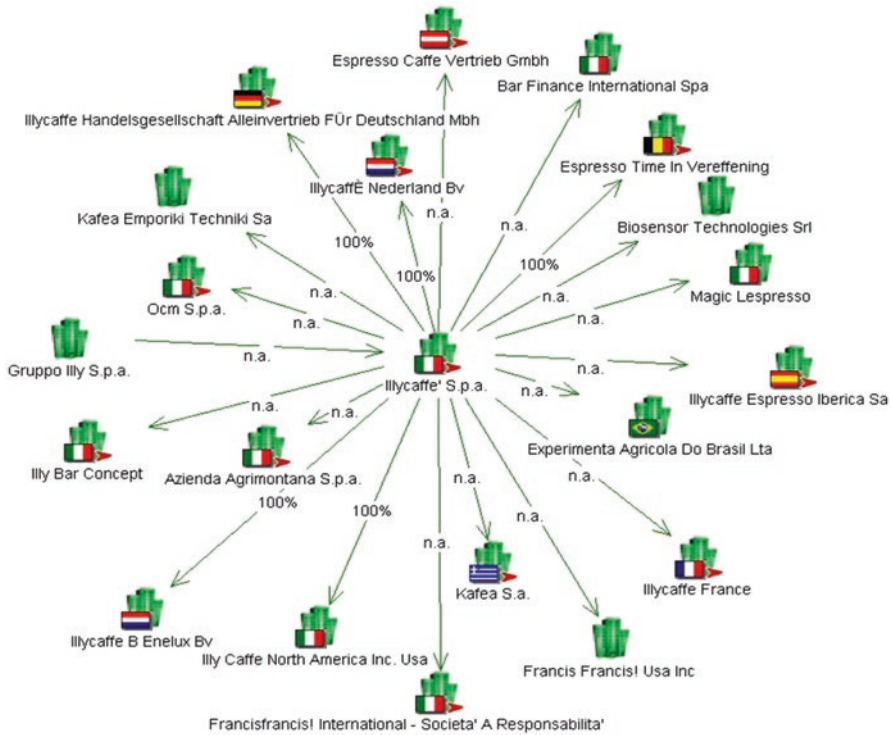 Espresso Caffe Vertrieb Gmbh
Bar Finance International Spa
Illycaffe Handelsgesellschaft Alleinvertrieb FÜr Deutschland Mbh
Espresso Time In Vereffening
IllycaffÈ Nederland Bv
Kafea Emporiki Techniki Sa
n.a.
n.a.
Biosensor Technologies Srl
100%
100%
100%
n.a.
n.a.
Magic Lespresso
Ocm S.p.a.
n.a.
n.a.
Gruppo Illy S.p.a.
n.a.
Illycaffe' S.p.a.
n.a.
n.a.
Illycaffe Espresso Iberica Sa
n.a.
n.a.
Experimenta Agricola Do Brasil Lta
Illy Bar Concept
Azienda Agrimontana S.p.a.
n.a.
n.a.
100%
100%
n.a.
n.a.
Kafea S.a.
Illycaffe France
Illycaffe B Enelux Bv
Illy Caffe North America Inc. Usa
Francis Francis! Usa Inc
Francisfrancis! International - Societa' A Responsabilita'